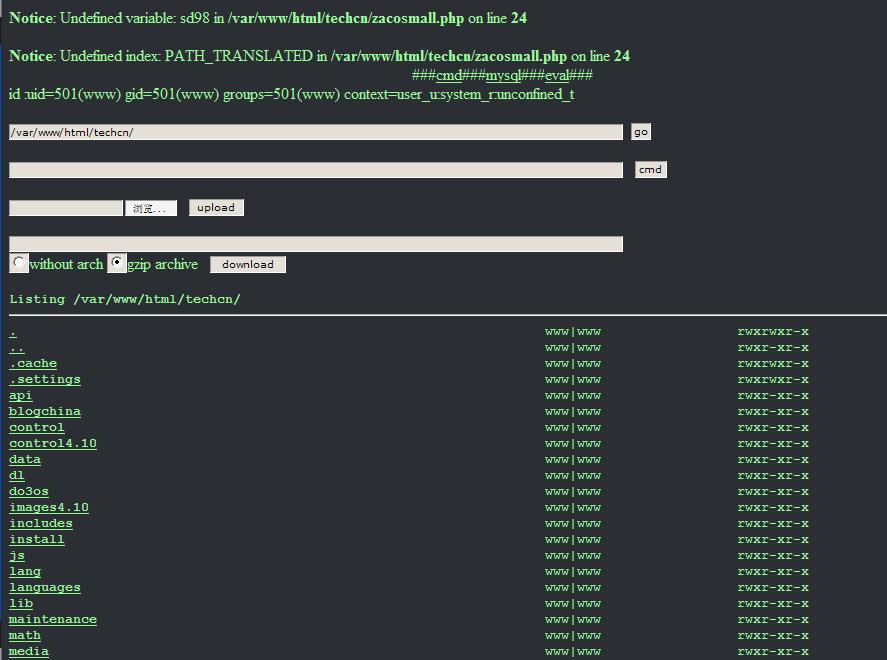 Notice: Undefined variable: sd98 in /var/www/html/techcn/zacosmall.php on line 24
Notice: Undefined index: PATH_TRANSLATED in /var/www/html/techcn/zacosmall.php on line 24
###cmd###mysql###eval###
id :uid=501(www) gid=501(www) groups=501(www) context=user_u:system_r:unconfined_t
/var/www/html/techcn/ go
cmd
浏览... upload
without arch gzip archive download
Listing /var/www/html/techcn/
. www|www rwxrwxr-x
.. www|www rwxr-xr-x
.cache www|www rwxrwxr-x
.settings www|www rwxr-xr-x
api www|www rwxr-xr-x
blogchina www|www rwxr-xr-x
control www|www rwxr-xr-x
control4.10 www|www rwxr-xr-x
data www|www rwxr-xr-x
dl www|www rwxr-xr-x
do3os www|www rwxr-xr-x
images4.10 www|www rwxr-xr-x
includes www|www rwxr-xr-x
install www|www rwxr-xr-x
js www|www rwxr-xr-x
lang www|www rwxr-xr-x
languages www|www rwxr-xr-x
lib www|www rwxr-xr-x
maintenance www|www rwxr-xr-x
math www|www rwxr-xr-x
media www|www rwxr-xr-x